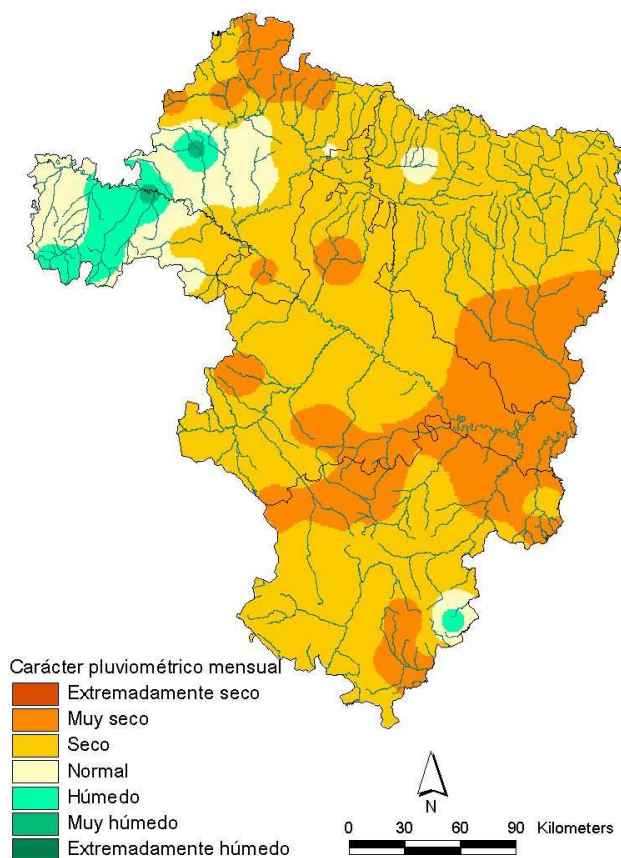 Carácter pluviométrico mensual
Extremadamente seco
Muy seco
Seco
Normal
Húmedo
Muy húmedo
Extremadamente húmedo
N
0 30 60 90 Kilometers